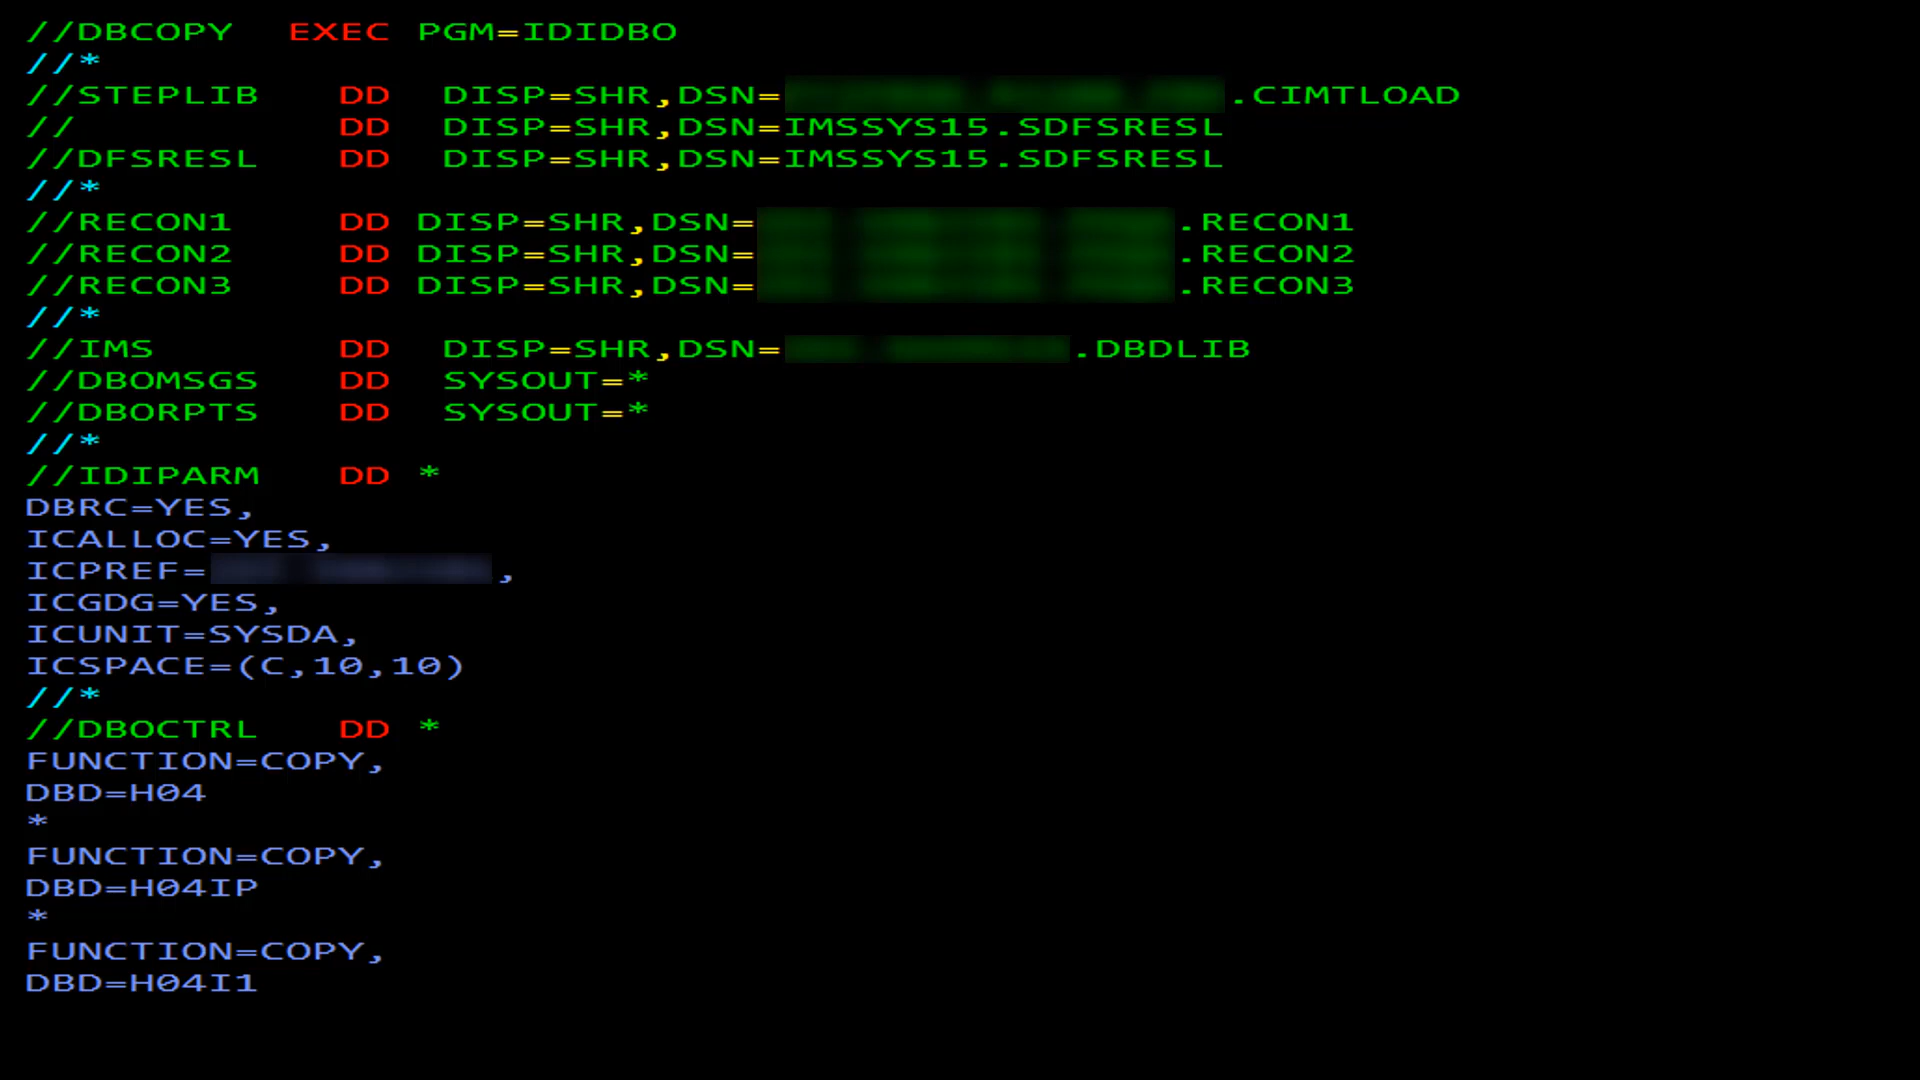 //DBCOPY   EXEC PGM=IDIDBO
//*
//STEPLIB   DD  DISP=SHR,DSN= .CIMTLOAD
//          DD  DISP=SHR,DSN=IMSSYS15.SDFSRESL
//DFSRESL   DD  DISP=SHR,DSN=IMSSYS15.SDFSRESL
//*
//RECON1    DD DISP=SHR,DSN= .RECON1
//RECON2    DD DISP=SHR,DSN= .RECON2
//RECON3    DD DISP=SHR,DSN= .RECON3
//*
//IMS       DD  DISP=SHR,DSN= .DBDLIB
//DBOMSGS   DD  SYSOUT=*
//DBORPTS   DD  SYSOUT=*
//*
//IDIPARM   DD *
DBRC=YES,
ICALLOC=YES,
ICPREF= ,
ICGDG=YES,
ICUNIT=SYSDA,
ICSPACE=(C,10,10)
//*
//DBOCTRL   DD *
FUNCTION=COPY,
DBD=H04
*
FUNCTION=COPY,
DBD=H04IP
*
FUNCTION=COPY,
DBD=H04I1